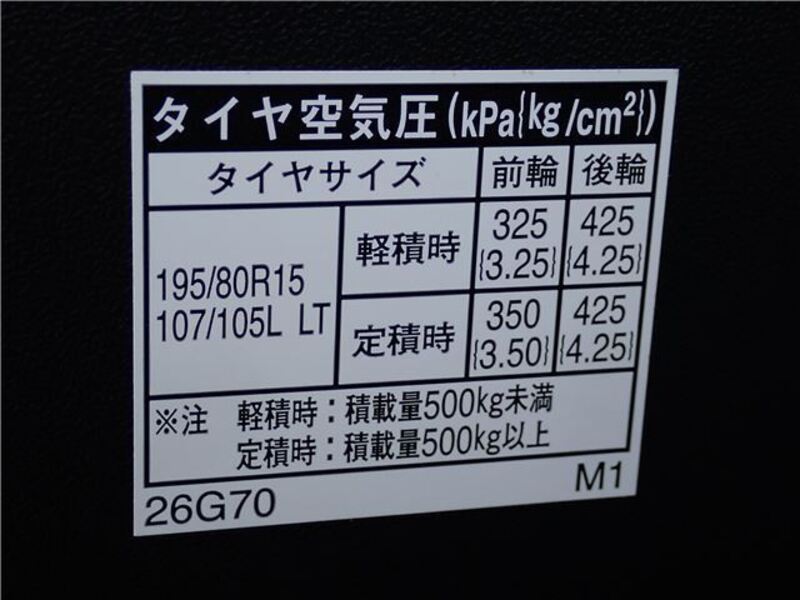 タイヤ空気圧(kPa{kg/cm²})
タイヤサイズ 前輪 後輪
195/80R15 107/105L LT
軽積時 325 {3.25} 425 {4.25}
定積時 350 {3.50} 425 {4.25}
※注 軽積時:積載量500kg未満
定積時:積載量500kg以上
26G70 M1